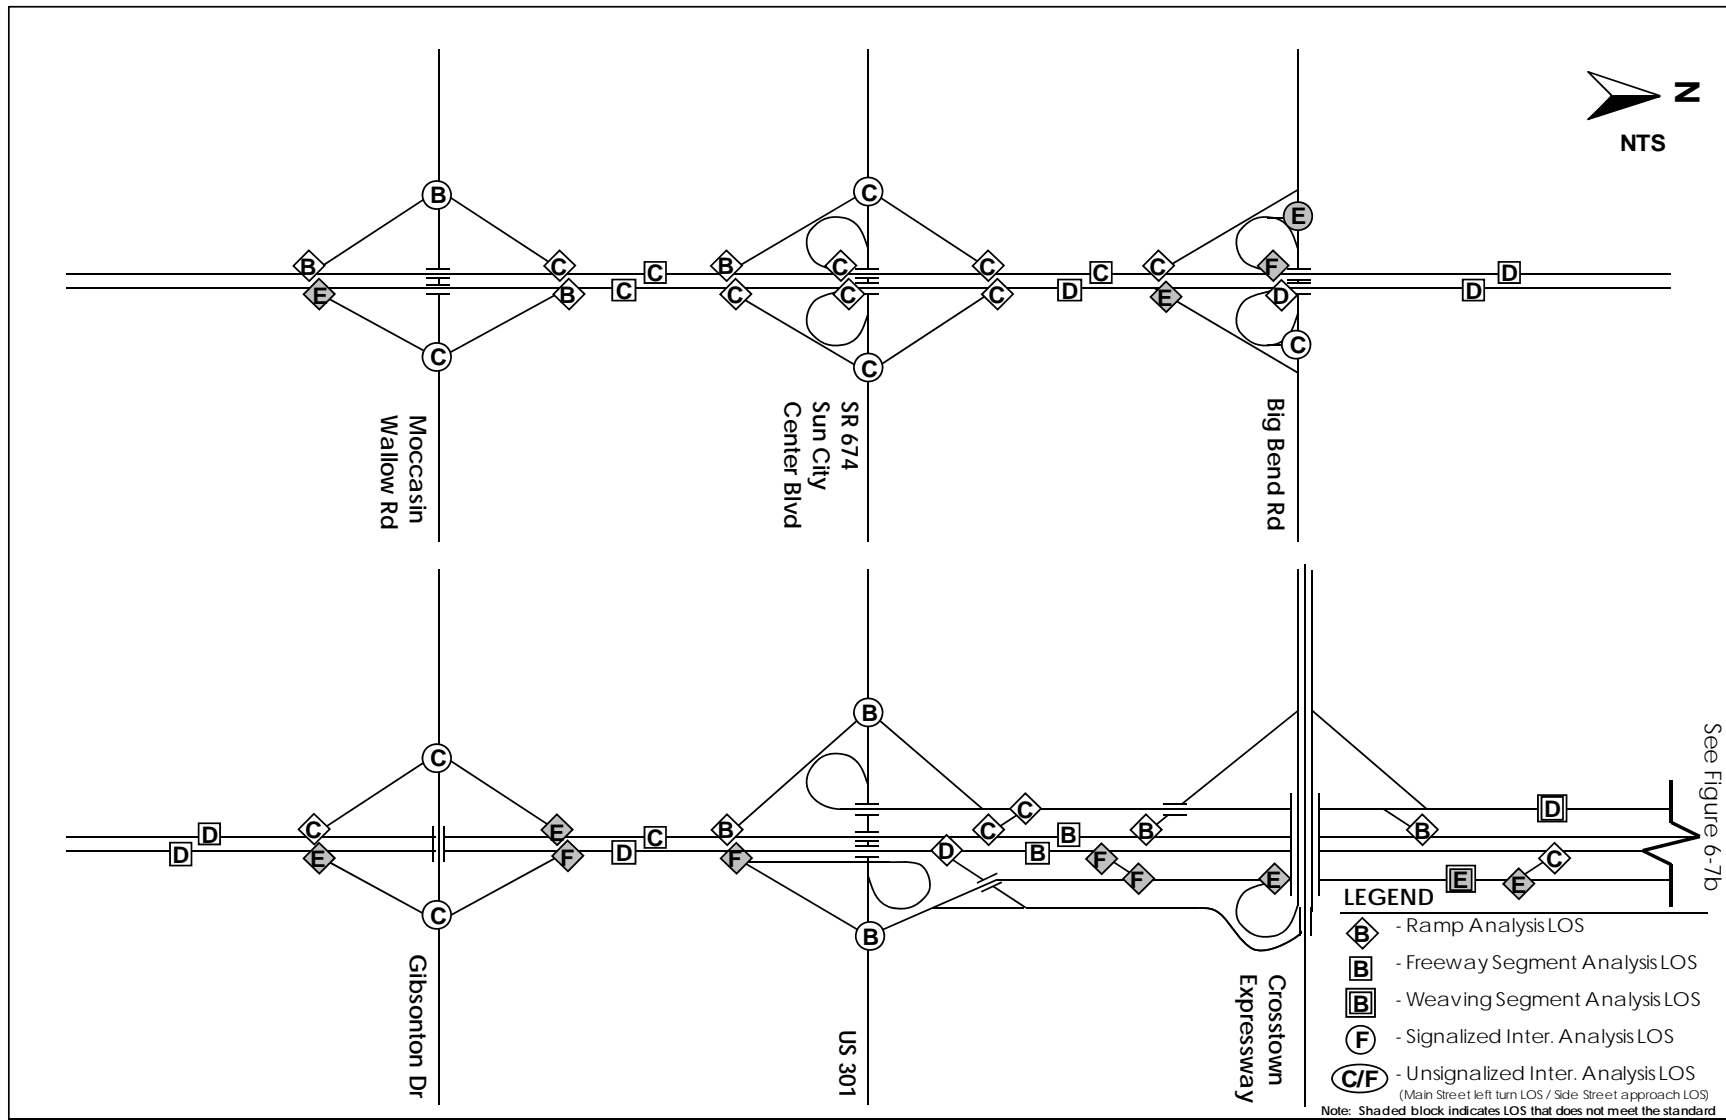 N
NTS
B
C
E
B
C
B
C
C
B
C
C
C
C
E
B
C
C
C
C
C
D
C
C
F
E
D
C
D
D
Moccasin
Wallow Rd
SR 674
Sun City
Center Blvd
Big Bend Rd
B
C
C
D
D
C
E
E
F
D
C
B
F
D
C
B
C
D
B
B
F
F
B
E
B
D
C
E
E
C
B
Gibsonton Dr
US 301
Crosstown
Expressway
See Figure 6-7b
LEGEND
B - Ramp Analysis LOS
B - Freeway Segment Analysis LOS
B - Weaving Segment Analysis LOS
F - Signalized Inter. Analysis LOS
C/F - Unsignalized Inter. Analysis LOS
(Main Street left turn LOS / Side Street approach LOS)
Note: Shaded block indicates LOS that does not meet the standard